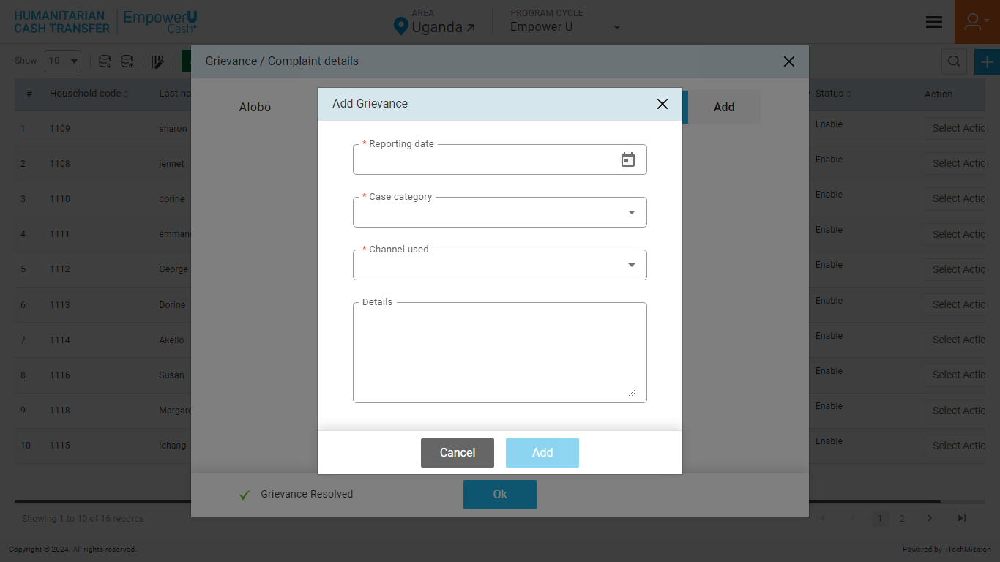 HUMANITARIAN
CASH TRANSFER
EmpowerU
Cash+
AREA
Uganda
PROGRAM CYCLE
Empower U
Show
10
Grievance / Complaint details
# Household code Last na Status Action
Alobo
Add
Add Grievance
* Reporting date
* Case category
* Channel used
Details
Cancel
Add
1 1109 sharon Enable Select Actio
2 1108 jennet Enable Select Actio
3 1110 dorine Enable Select Actio
4 1111 emman Enable Select Actio
5 1112 George Enable Select Actio
6 1113 Dorine Enable Select Actio
7 1114 Akello Enable Select Actio
8 1116 Susan Enable Select Actio
9 1118 Margare Enable Select Actio
10 1115 ichang Enable Select Actio
Grievance Resolved
Ok
Showing 1 to 10 of 16 records
1 2
Copyright © 2024. All rights reserved.
Powered by iTechMission